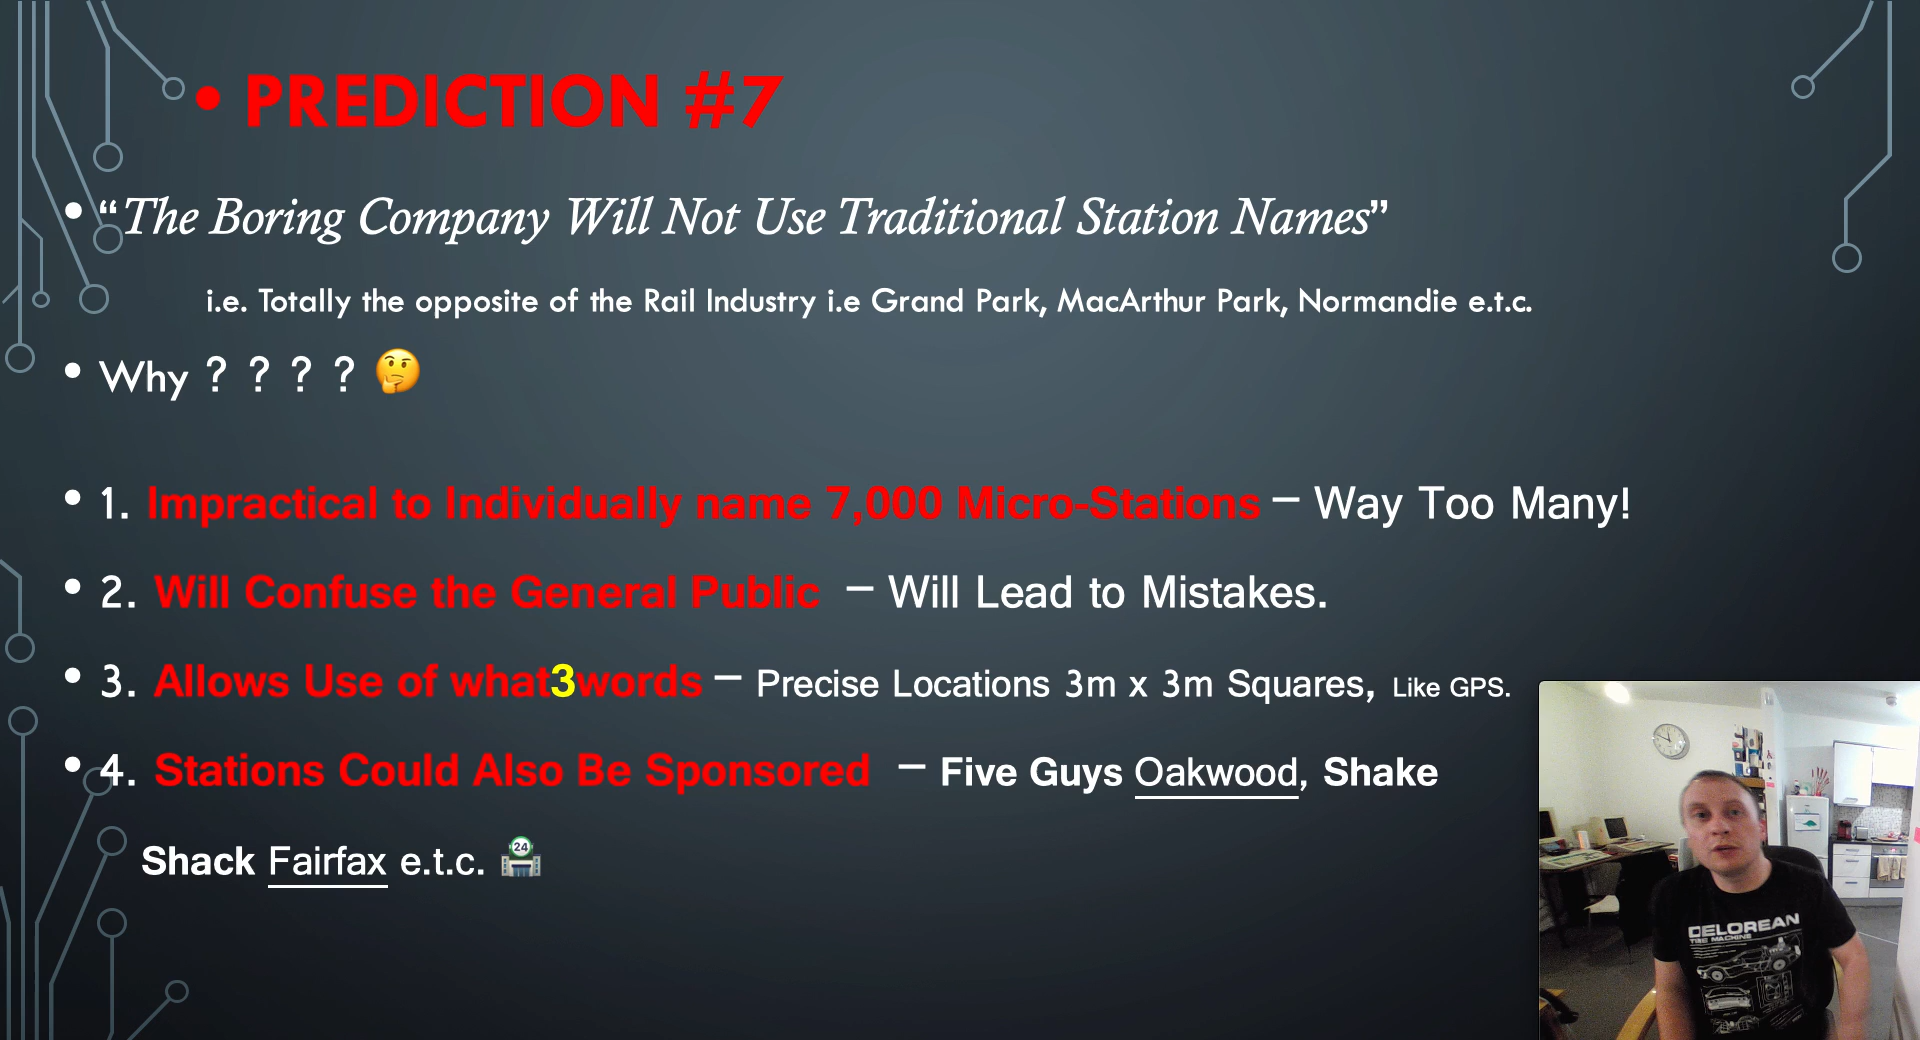 • PREDICTION #7
• “The Boring Company Will Not Use Traditional Station Names”
i.e. Totally the opposite of the Rail Industry i.e Grand Park, MacArthur Park, Normandie e.t.c.
• Why ? ? ? ? 🤔
• 1. Impractical to Individually name 7,000 Micro-Stations – Way Too Many!
• 2. Will Confuse the General Public – Will Lead to Mistakes.
• 3. Allows Use of what3words – Precise Locations 3m x 3m Squares, Like GPS.
• 4. Stations Could Also Be Sponsored – Five Guys Oakwood, Shake
Shack Fairfax e.t.c. 🏪
DELOREAN
TIME MACHINE